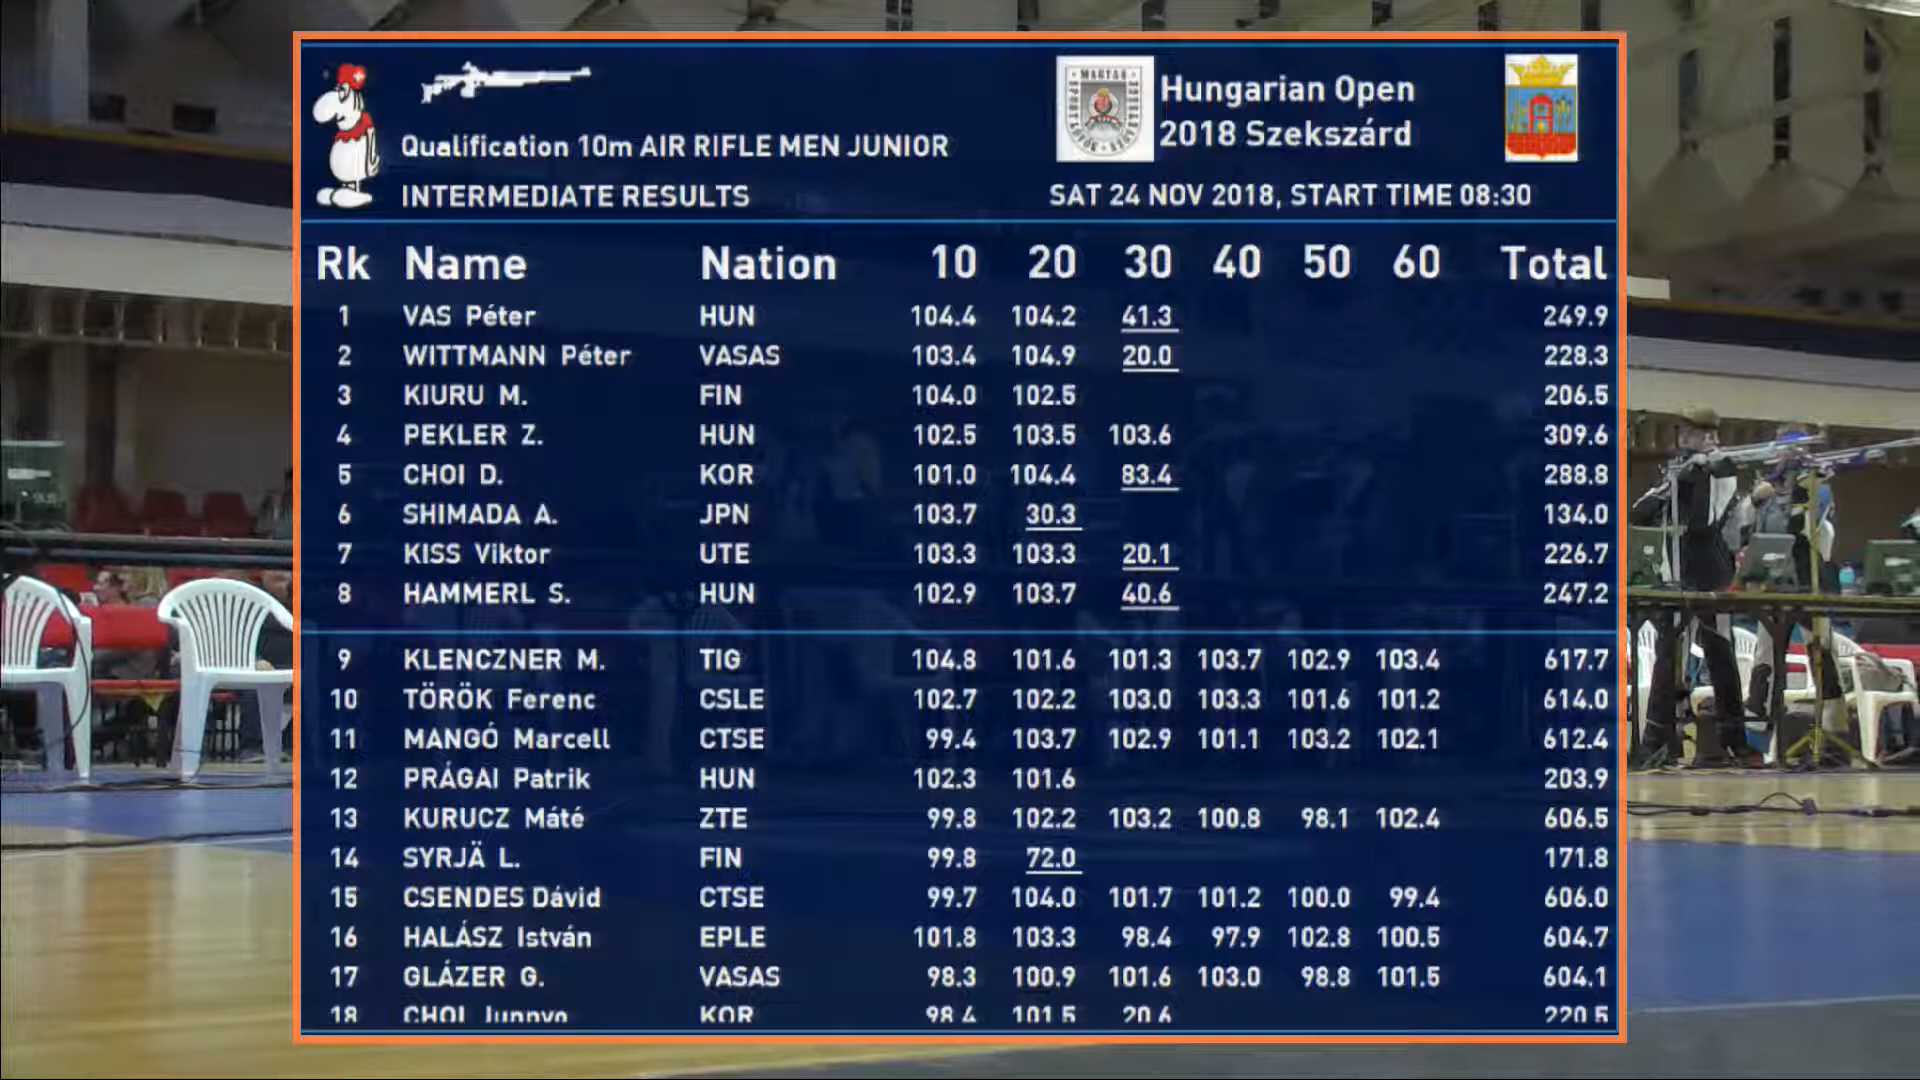 Qualification 10m AIR RIFLE MEN JUNIOR
INTERMEDIATE RESULTS
MAGYAR
Hungarian Open
2018 Szekszárd
SAT 24 NOV 2018, START TIME 08:30
Rk Name Nation 10 20 30 40 50 60 Total
1 VAS Péter HUN 104.4 104.2 41.3 249.9
2 WITTMANN Péter VASAS 103.4 104.9 20.0 228.3
3 KIURU M. FIN 104.0 102.5 206.5
4 PEKLER Z. HUN 102.5 103.5 103.6 309.6
5 CHOI D. KOR 101.0 104.4 83.4 288.8
6 SHIMADA A. JPN 103.7 30.3 134.0
7 KISS Viktor UTE 103.3 103.3 20.1 226.7
8 HAMMERL S. HUN 102.9 103.7 40.6 247.2
9 KLENCZNER M. TIG 104.8 101.6 101.3 103.7 102.9 103.4 617.7
10 TÖRÖK Ferenc CSLE 102.7 102.2 103.0 103.3 101.6 101.2 614.0
11 MANGÓ Marcell CTSE 99.4 103.7 102.9 101.1 103.2 102.1 612.4
12 PRÁGAI Patrik HUN 102.3 101.6 203.9
13 KURUCZ Máté ZTE 99.8 102.2 103.2 100.8 98.1 102.4 606.5
14 SYRJÄ L. FIN 99.8 72.0 171.8
15 CSENDES Dávid CTSE 99.7 104.0 101.7 101.2 100.0 99.4 606.0
16 HALÁSZ István EPLE 101.8 103.3 98.4 97.9 102.8 100.5 604.7
17 GLÁZER G. VASAS 98.3 100.9 101.6 103.0 98.8 101.5 604.1
18 CHOI KOR 98.4 101.5 20.6 220.5